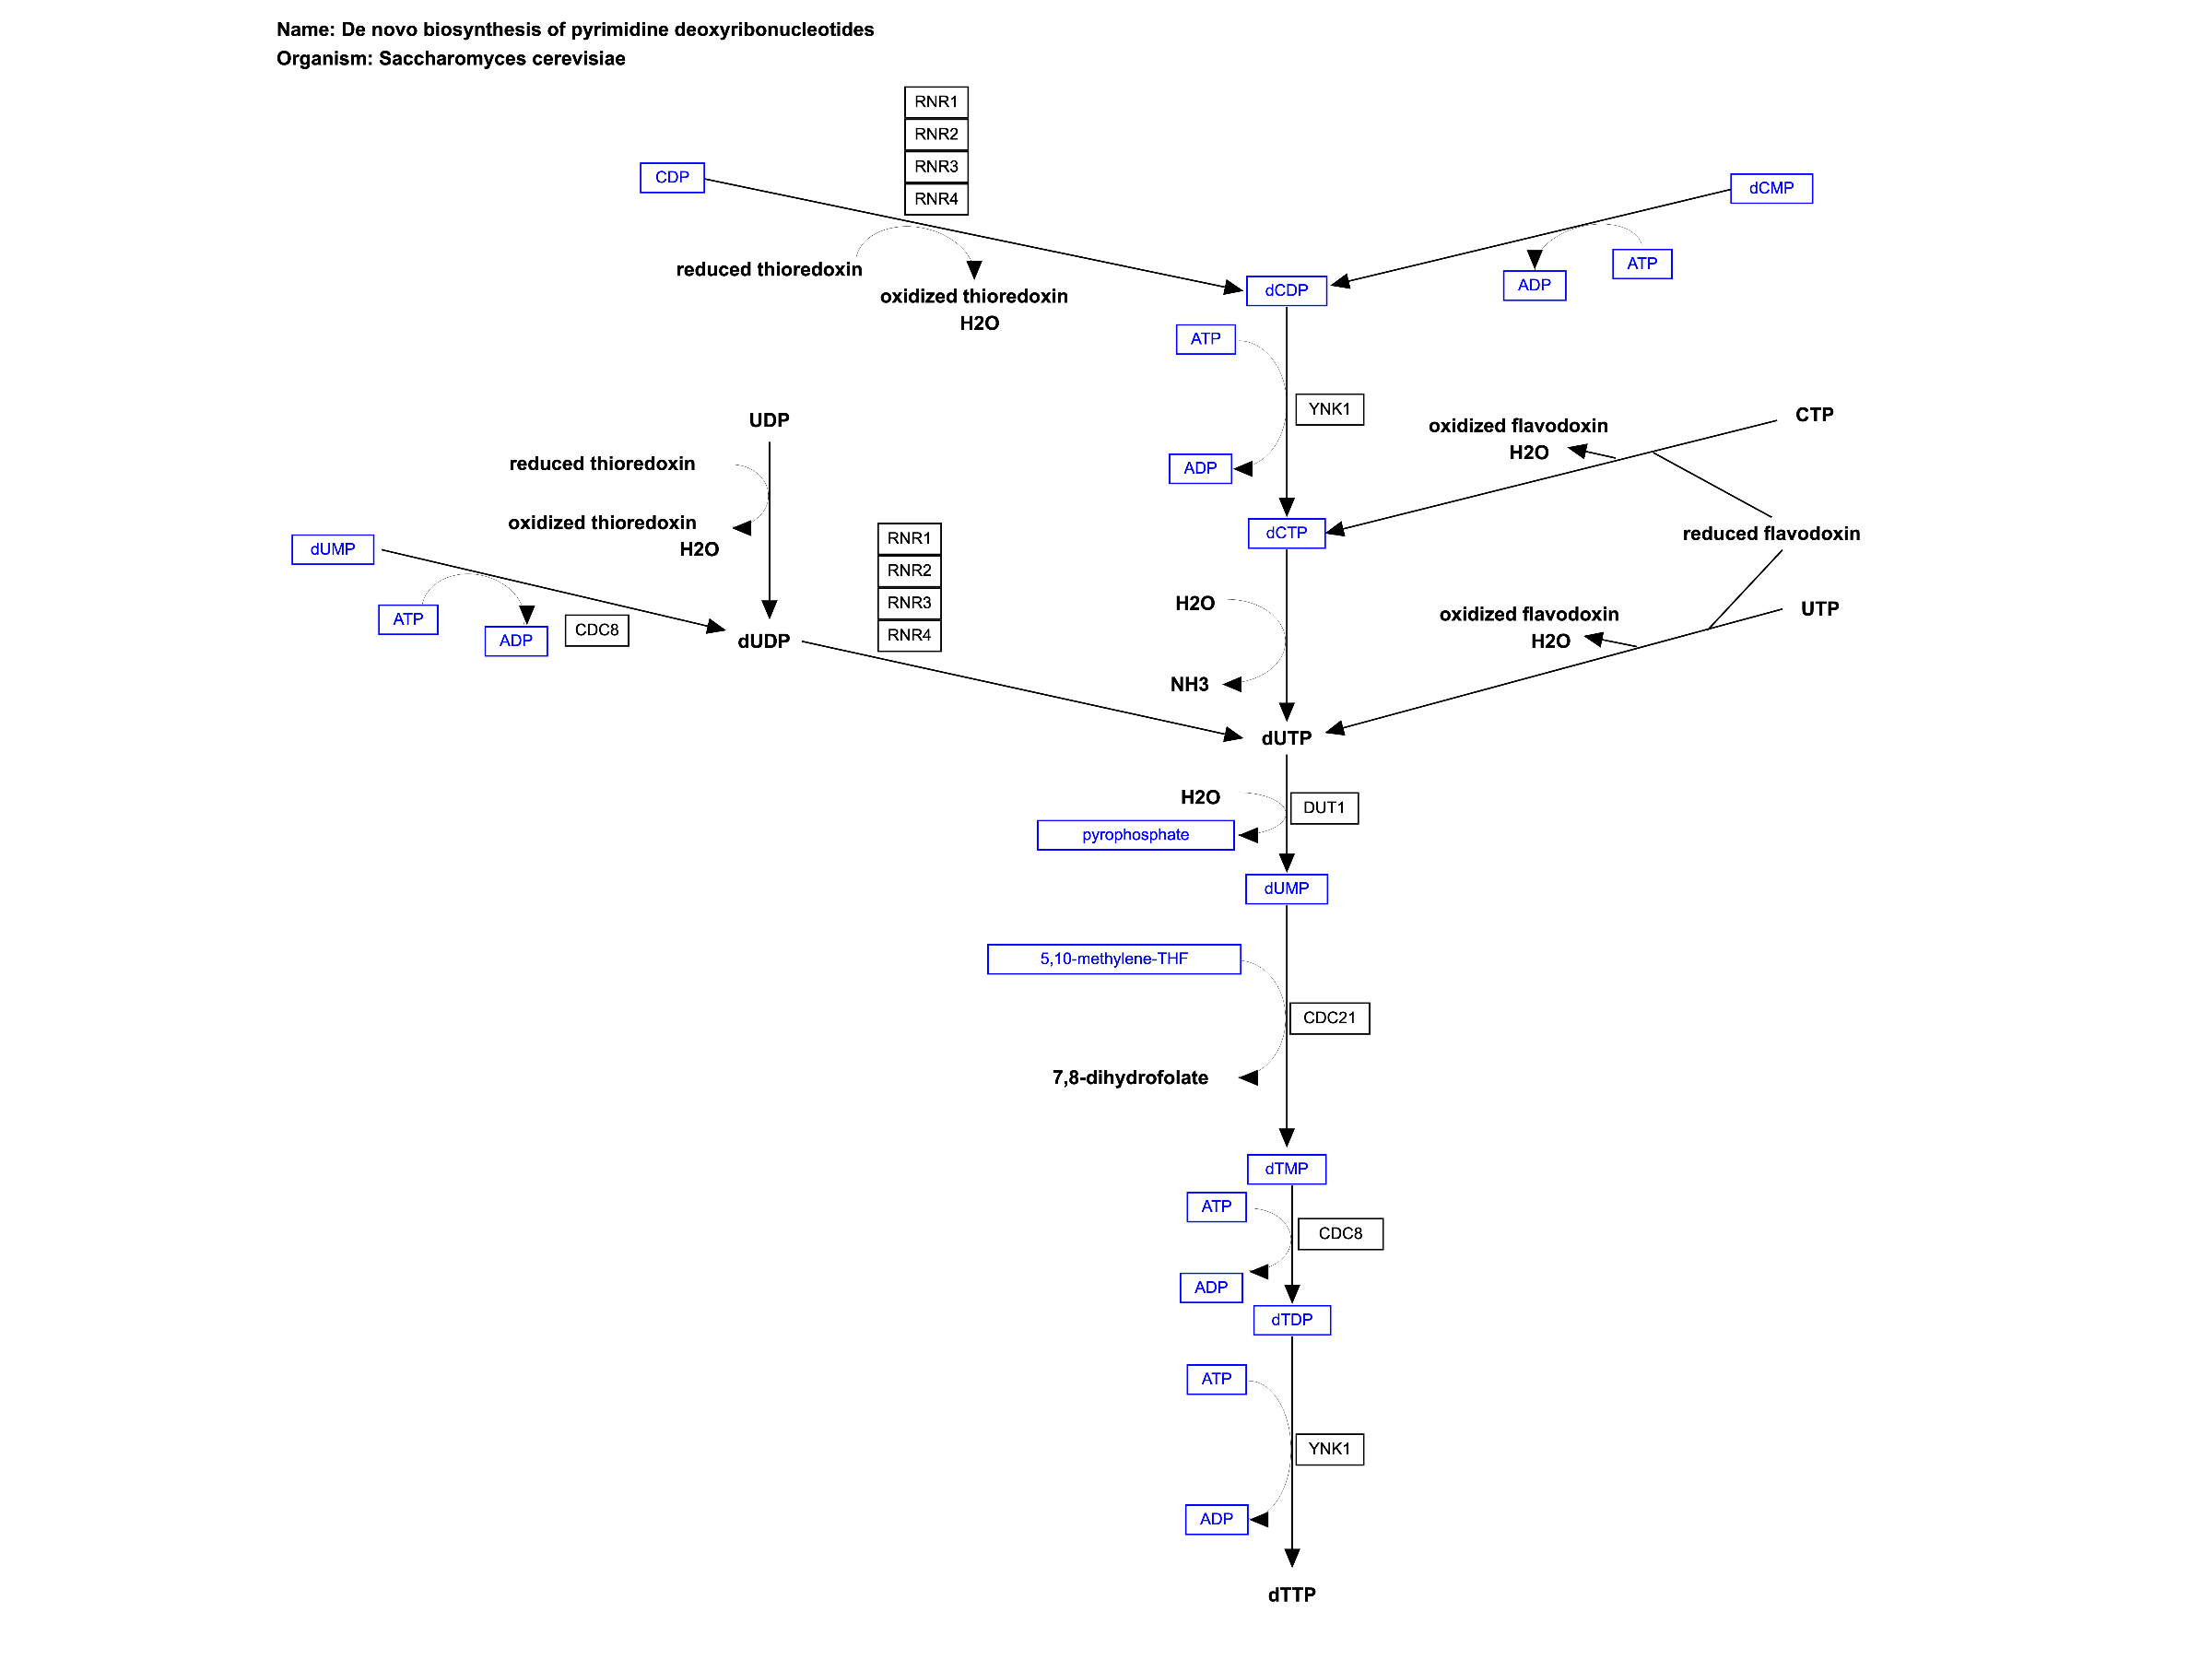 Name: De novo biosynthesis of pyrimidine deoxyribonucleotides
Organism: Saccharomyces cerevisiae
RNR1
RNR2
RNR3
RNR4
CDP
dCMP
reduced thioredoxin
oxidized thioredoxin
H2O
ATP
ADP
dCDP
ATP
YNK1
ADP
UDP
reduced thioredoxin
oxidized thioredoxin
H2O
CTP
oxidized flavodoxin
H2O
reduced flavodoxin
dCTP
dUMP
ATP
ADP
CDC8
dUDP
RNR1
RNR2
RNR3
RNR4
H2O
NH3
oxidized flavodoxin
H2O
UTP
dUTP
H2O
DUT1
pyrophosphate
dUMP
5,10-methylene-THF
CDC21
7,8-dihydrofolate
dTMP
ATP
CDC8
ADP
dTDP
ATP
YNK1
ADP
dTTP